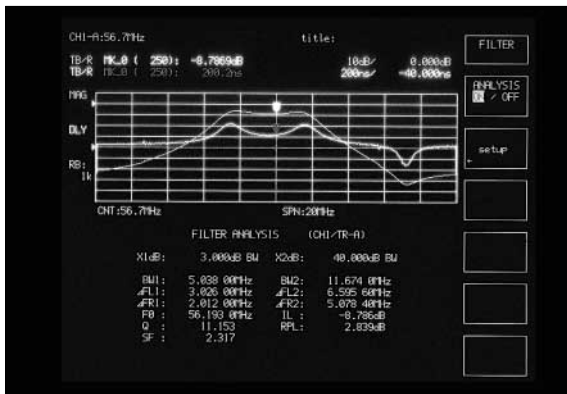 CH1-A:56.7MHz title:
TB/R MK_0 ( 250): -8.7869dB 10dB/ 0.000dB
TB/R MK_0 ( 250): 200.2ns 200ns/ -40.000ns
FILTER
ANALYSIS
ON / OFF
MAG
DLY
setup
RB:
1k
CNT:56.7MHz SPN:20MHz
FILTER ANALYSIS (CH1/TR-A)
X1dB: 3.000dB BW X2dB: 40.000dB BW
BW1: 5.038 00MHz BW2: 11.674 0MHz
⊿FL1: 3.026 00MHz ⊿FL2: 6.595 60MHz
⊿FR1: 2.012 00MHz ⊿FR2: 5.078 40MHz
F0 : 56.193 0MHz IL : -8.786dB
Q : 11.153 RPL: 2.839dB
SF : 2.317